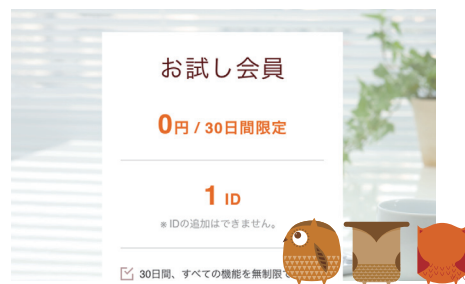 お試し会員
0円 / 30日間限定
1 ID
※ IDの追加はできません。
30日間、すべての機能を無制限で